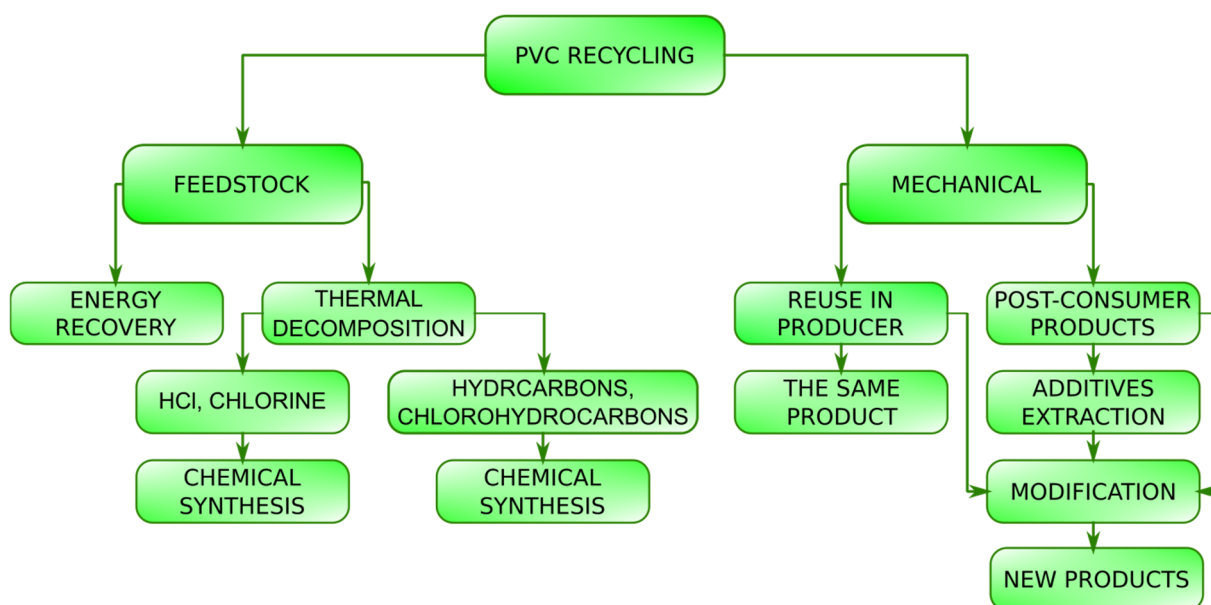 PVC RECYCLING
FEEDSTOCK
MECHANICAL
ENERGY
RECOVERY
THERMAL
DECOMPOSITION
REUSE IN
PRODUCER
POST-CONSUMER
PRODUCTS
HCl, CHLORINE
HYDRCARBONS,
CHLOROHYDROCARBONS
THE SAME
PRODUCT
ADDITIVES
EXTRACTION
CHEMICAL
SYNTHESIS
CHEMICAL
SYNTHESIS
MODIFICATION
NEW PRODUCTS